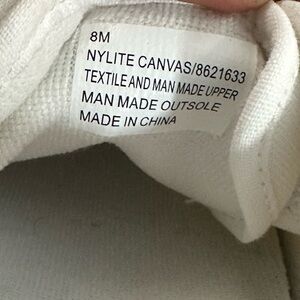 8M
NYLITE CANVAS/8621633
TEXTILE AND MAN MADE UPPER
MAN MADE OUTSOLE
MADE IN CHINA